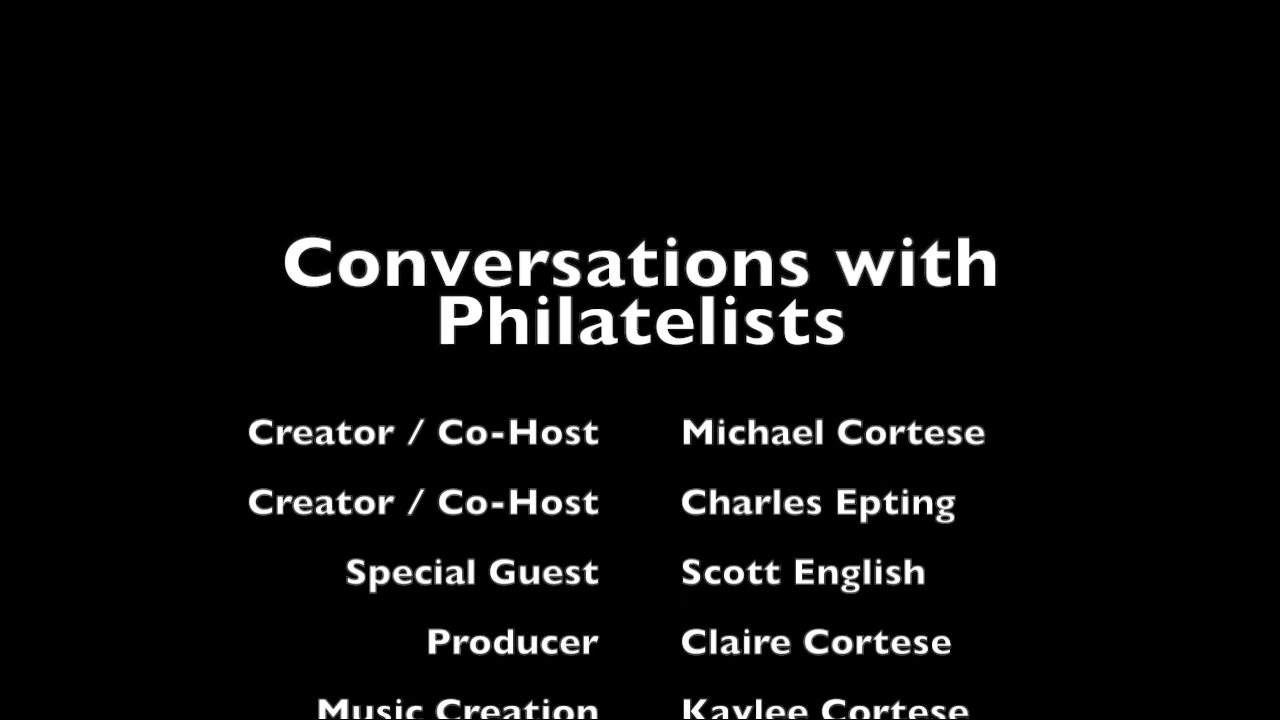 Conversations with
Philatelists
Creator / Co-Host Michael Cortese
Creator / Co-Host Charles Epting
Special Guest Scott English
Producer Claire Cortese
Music Creation Kaylee Cortese